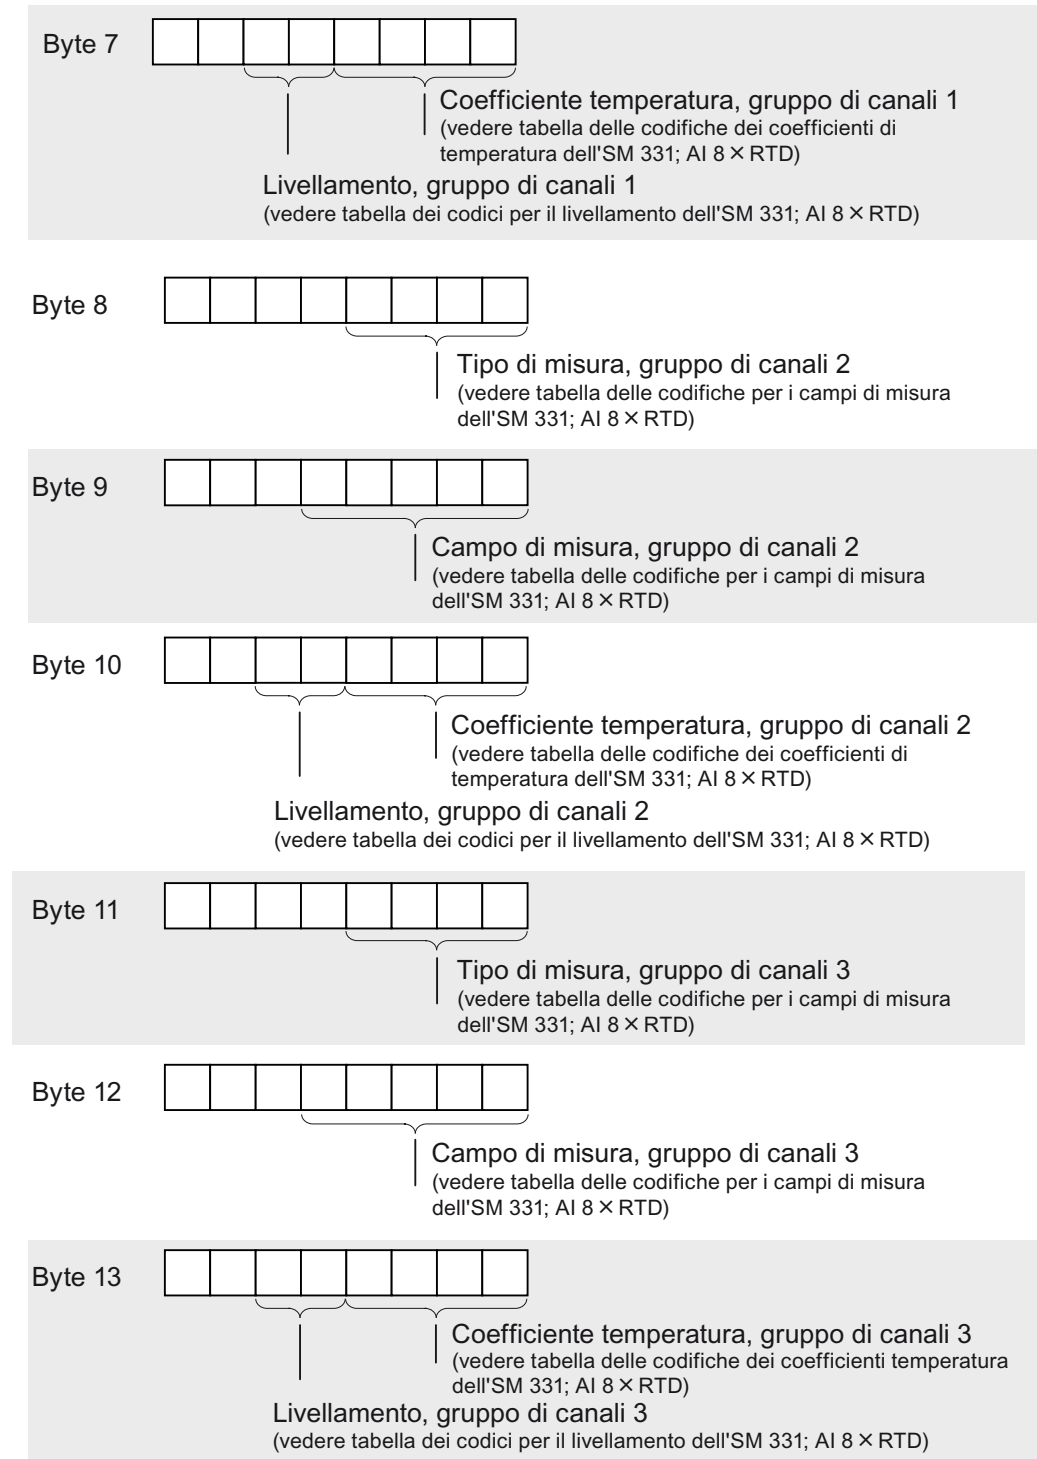 Byte 7
Coefficiente temperatura, gruppo di canali 1
(vedere tabella delle codifiche dei coefficienti di
temperatura dell'SM 331; AI 8 × RTD)
Livellamento, gruppo di canali 1
(vedere tabella dei codici per il livellamento dell'SM 331; AI 8 × RTD)
Byte 8
Tipo di misura, gruppo di canali 2
(vedere tabella delle codifiche per i campi di misura
dell'SM 331; AI 8 × RTD)
Byte 9
Campo di misura, gruppo di canali 2
(vedere tabella delle codifiche per i campi di misura
dell'SM 331; AI 8 × RTD)
Byte 10
Coefficiente temperatura, gruppo di canali 2
(vedere tabella delle codifiche dei coefficienti di
temperatura dell'SM 331; AI 8 × RTD)
Livellamento, gruppo di canali 2
(vedere tabella dei codici per il livellamento dell'SM 331; AI 8 × RTD)
Byte 11
Tipo di misura, gruppo di canali 3
(vedere tabella delle codifiche per i campi di misura
dell'SM 331; AI 8 × RTD)
Byte 12
Campo di misura, gruppo di canali 3
(vedere tabella delle codifiche per i campi di misura
dell'SM 331; AI 8 × RTD)
Byte 13
Coefficiente temperatura, gruppo di canali 3
(vedere tabella delle codifiche dei coefficienti temperatura
dell'SM 331; AI 8 × RTD)
Livellamento, gruppo di canali 3
(vedere tabella dei codici per il livellamento dell'SM 331; AI 8 × RTD)